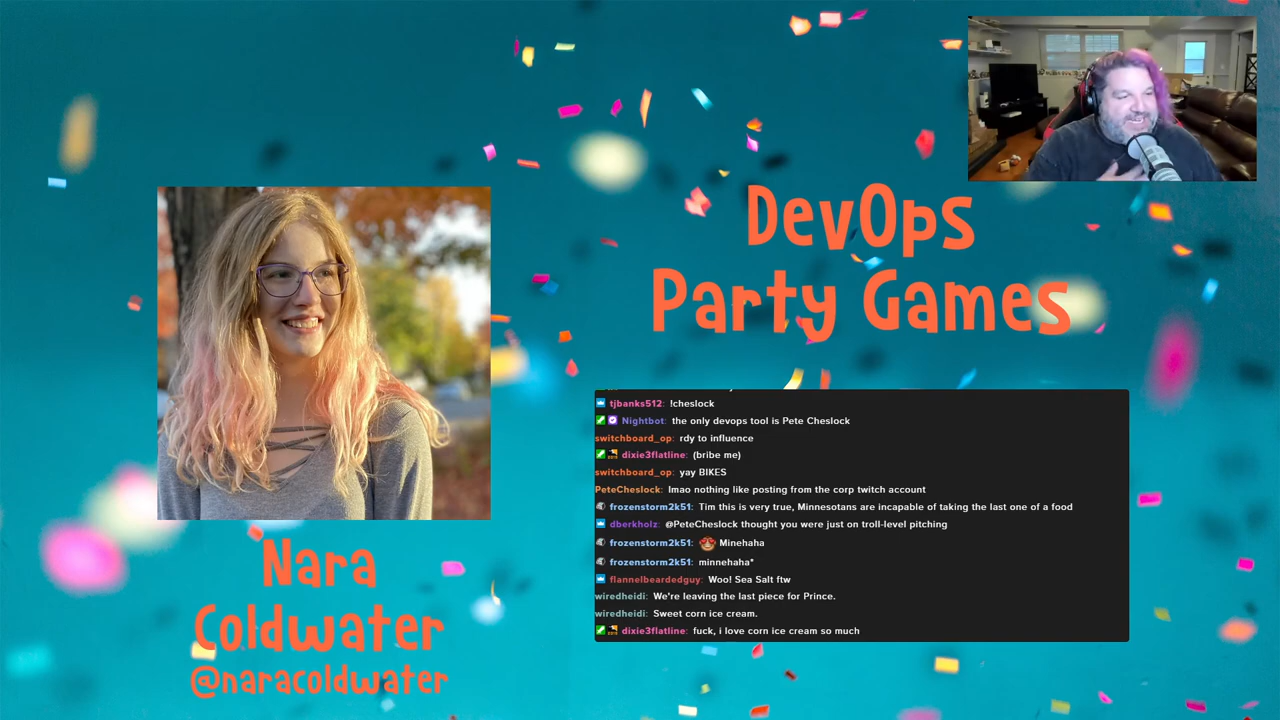 DevOps
Party Games
Nara
Coldwater
@naracoldwater
tjbanks512: !cheslock
Nightbot: the only devops tool is Pete Cheslock
switchboard_op: rdy to influence
dixie3flatline: (bribe me)
switchboard_op: yay BIKES
PeteCheslock: lmao nothing like posting from the corp twitch account
frozenstorm2k51: Tim this is very true, Minnesotans are incapable of taking the last one of a food
dberkholz: @PeteCheslock thought you were just on troll-level pitching
frozenstorm2k51: Minehaha
frozenstorm2k51: minnehaha*
flannelbeardedguy: Woo! Sea Salt ftw
wiredheidi: We're leaving the last piece for Prince.
wiredheidi: Sweet corn ice cream.
dixie3flatline: fuck, i love corn ice cream so much